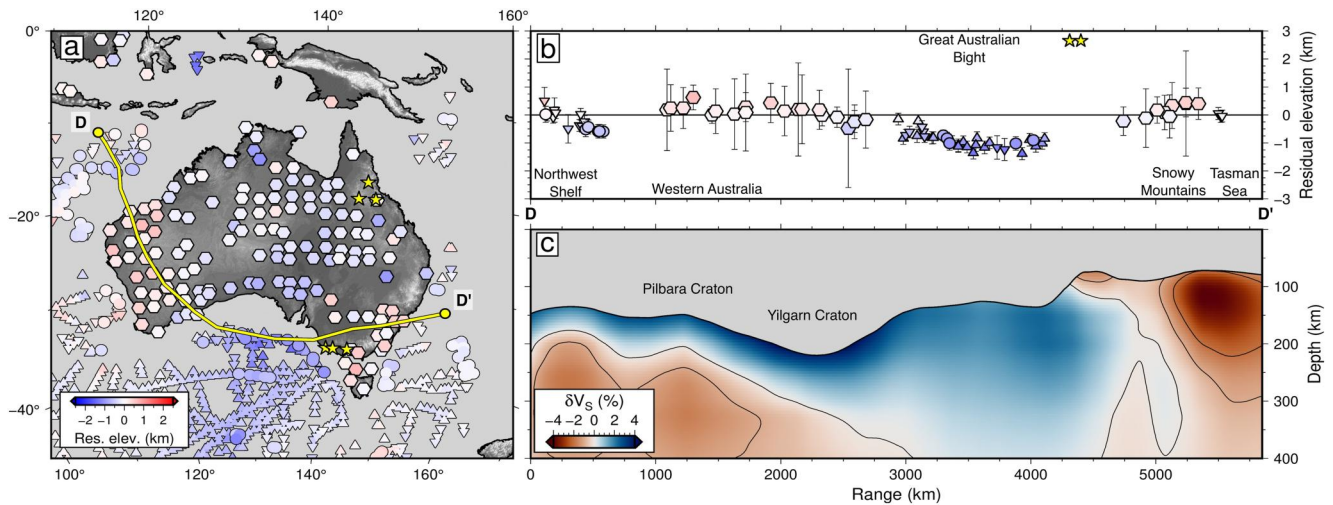 120°
140°
160°
0°
−20°
−40°
a
D
D'
−2 −1 0 1 2
Res. elev. (km)
100°
120°
140°
160°
b
Great Australian
Bight
Northwest
Shelf
Western Australia
Snowy
Mountains
Tasman
Sea
3
2
1
0
−1
−2
−3
Residual elevation (km)
D
D'
c
Pilbara Craton
Yilgarn Craton
δVS (%)
−4 −2 0 2 4
100
200
300
400
Depth (km)
0
1000
2000
3000
4000
5000
Range (km)